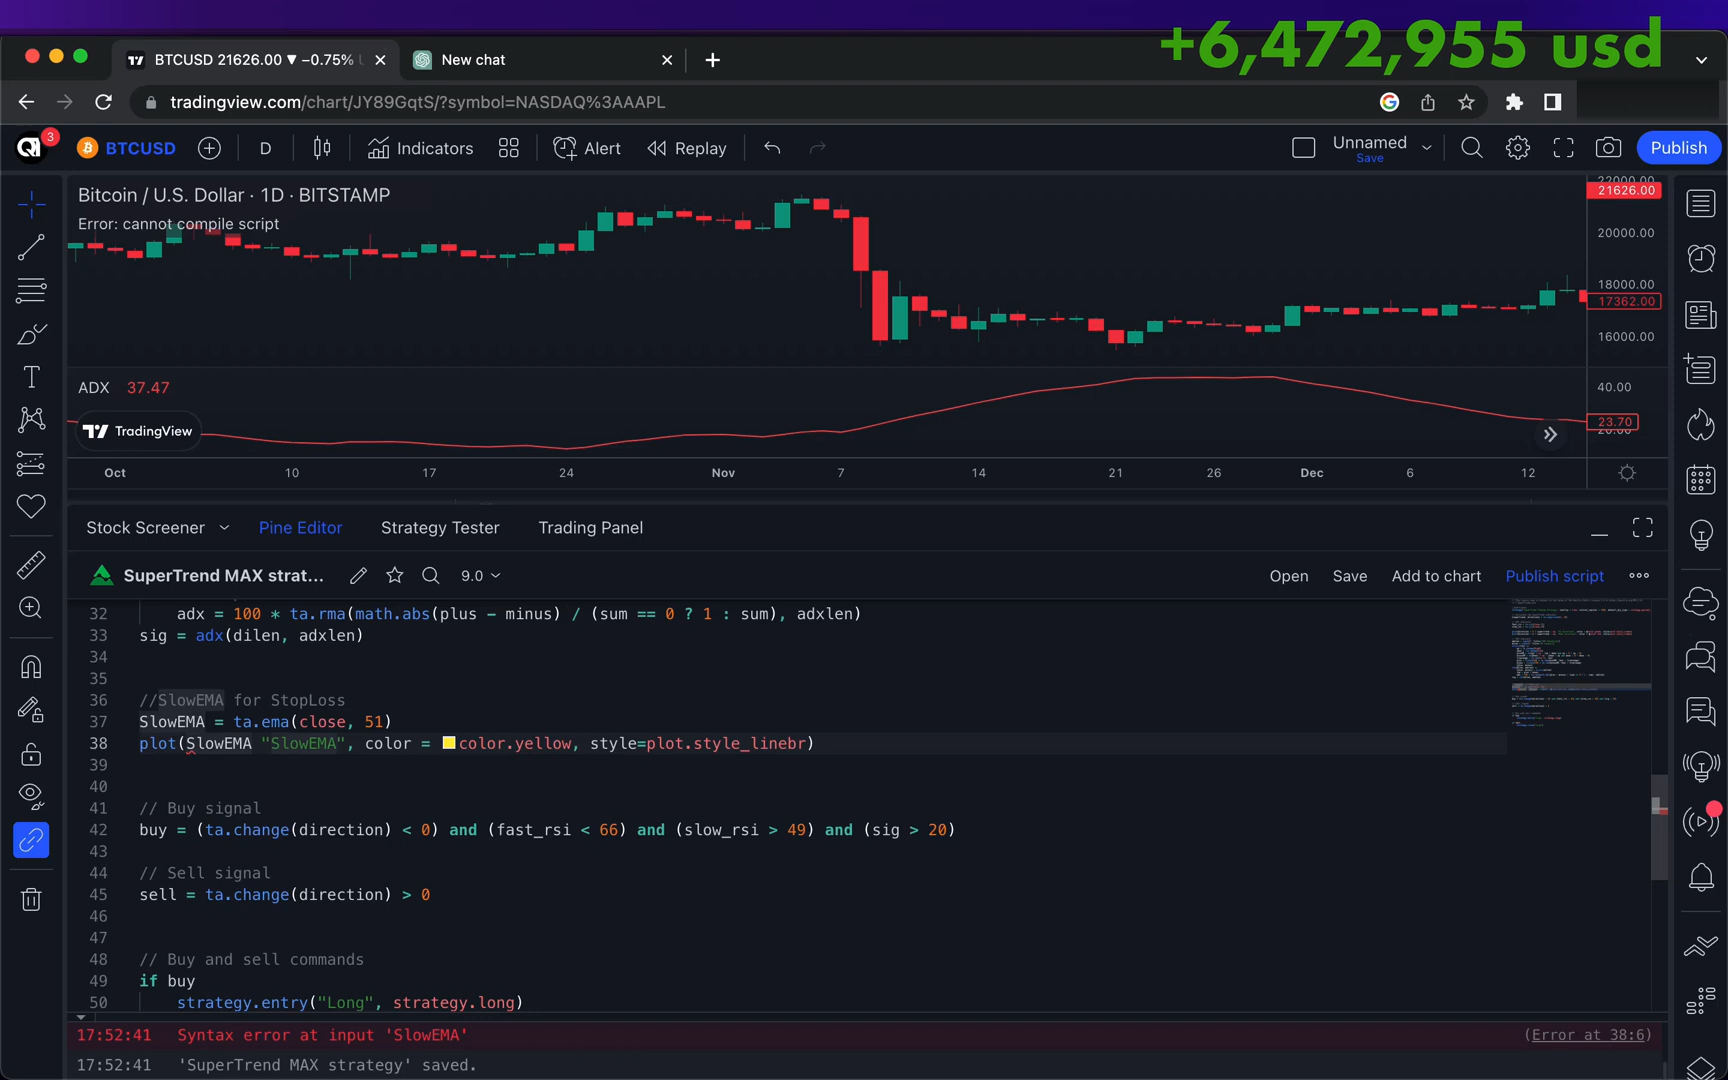 +6,472,955 usd
BTCUSD 21626.00 ▼ −0.75%
New chat
tradingview.com/chart/JY89GqtS/?symbol=NASDAQ%3AAAPL
3
BTCUSD
D
Indicators
Alert
Replay
Unnamed
Save
Publish
Bitcoin / U.S. Dollar · 1D · BITSTAMP
Error: cannot compile script
22000.00
21626.00
20000.00
18000.00
17362.00
16000.00
ADX 37.47
40.00
23.70
20.00
TradingView
Oct 10 17 24 Nov 7 14 21 26 Dec 6 12
Stock Screener
Pine Editor
Strategy Tester
Trading Panel
SuperTrend MAX strat...
9.0
Open
Save
Add to chart
Publish script
32 adx = 100 * ta.rma(math.abs(plus - minus) / (sum == 0 ? 1 : sum), adxlen)
33 sig = adx(dilen, adxlen)
34
35
36 //SlowEMA for StopLoss
37 SlowEMA = ta.ema(close, 51)
38 plot(SlowEMA "SlowEMA", color = color.yellow, style=plot.style_linebr)
39
40
41 // Buy signal
42 buy = (ta.change(direction) < 0) and (fast_rsi < 66) and (slow_rsi > 49) and (sig > 20)
43
44 // Sell signal
45 sell = ta.change(direction) > 0
46
47
48 // Buy and sell commands
49 if buy
50 strategy.entry("Long", strategy.long)
17:52:41 Syntax error at input 'SlowEMA' (Error at 38:6)
17:52:41 'SuperTrend MAX strategy' saved.